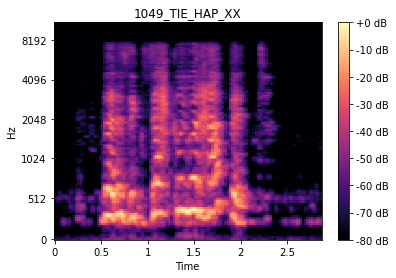 1049_TIE_HAP_XX
Hz
8192
4096
2048
1024
512
0
0 0.5 1 1.5 2 2.5
Time
+0 dB
-10 dB
-20 dB
-30 dB
-40 dB
-50 dB
-60 dB
-70 dB
-80 dB